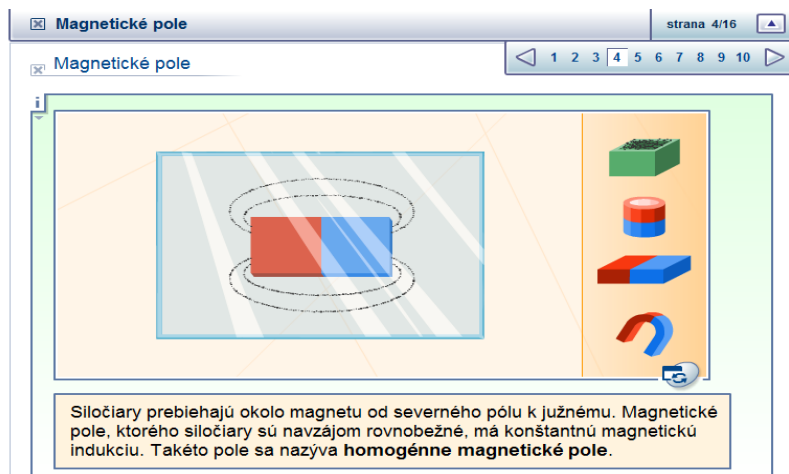 Magnetické pole
strana 4/16
Magnetické pole
1 2 3 4 5 6 7 8 9 10
i
Siločiary prebiehajú okolo magnetu od severného pólu k južnému. Magnetické
pole, ktorého siločiary sú navzájom rovnobežné, má konštantnú magnetickú
indukciu. Takéto pole sa nazýva homogénne magnetické pole.